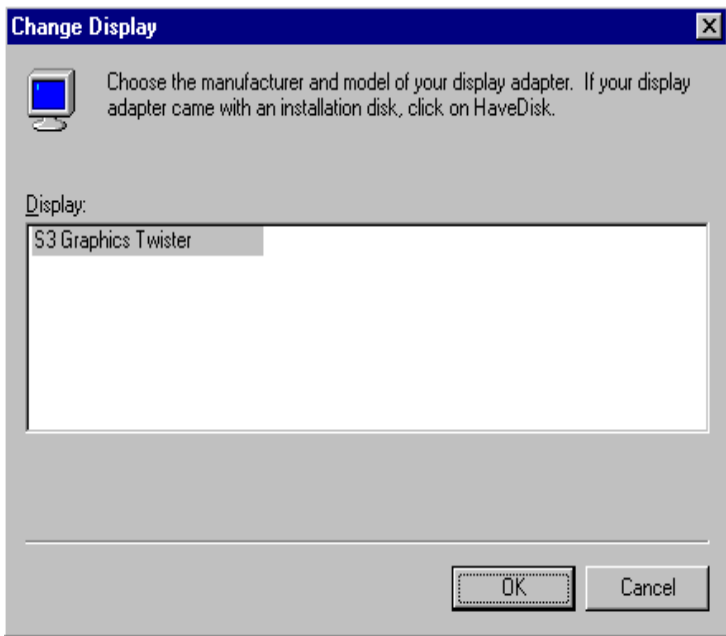 Change Display
Choose the manufacturer and model of your display adapter. If your display
adapter came with an installation disk, click on HaveDisk.
Display:
S3 Graphics Twister
OK
Cancel